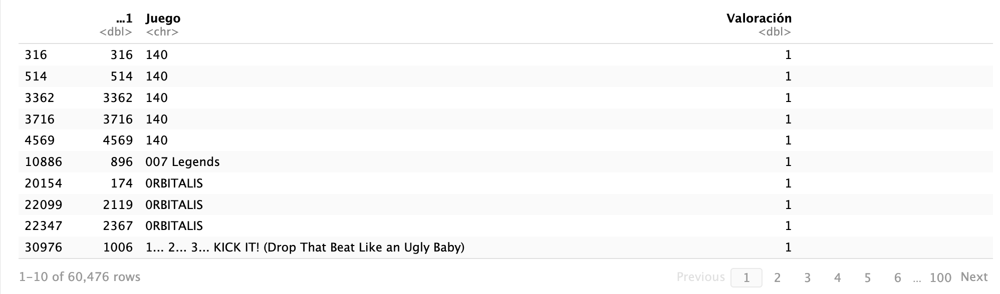 ...1 Juego Valoración
<dbl> <chr> <dbl>
316 316 140 1
514 514 140 1
3362 3362 140 1
3716 3716 140 1
4569 4569 140 1
10886 896 007 Legends 1
20154 174 0RBITALIS 1
22099 2119 0RBITALIS 1
22347 2367 0RBITALIS 1
30976 1006 1... 2... 3... KICK IT! (Drop That Beat Like an Ugly Baby) 1
1-10 of 60,476 rows Previous 1 2 3 4 5 6 ... 100 Next